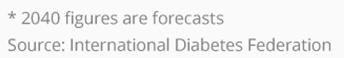 * 2040 figures are forecasts
Source: International Diabetes Federation